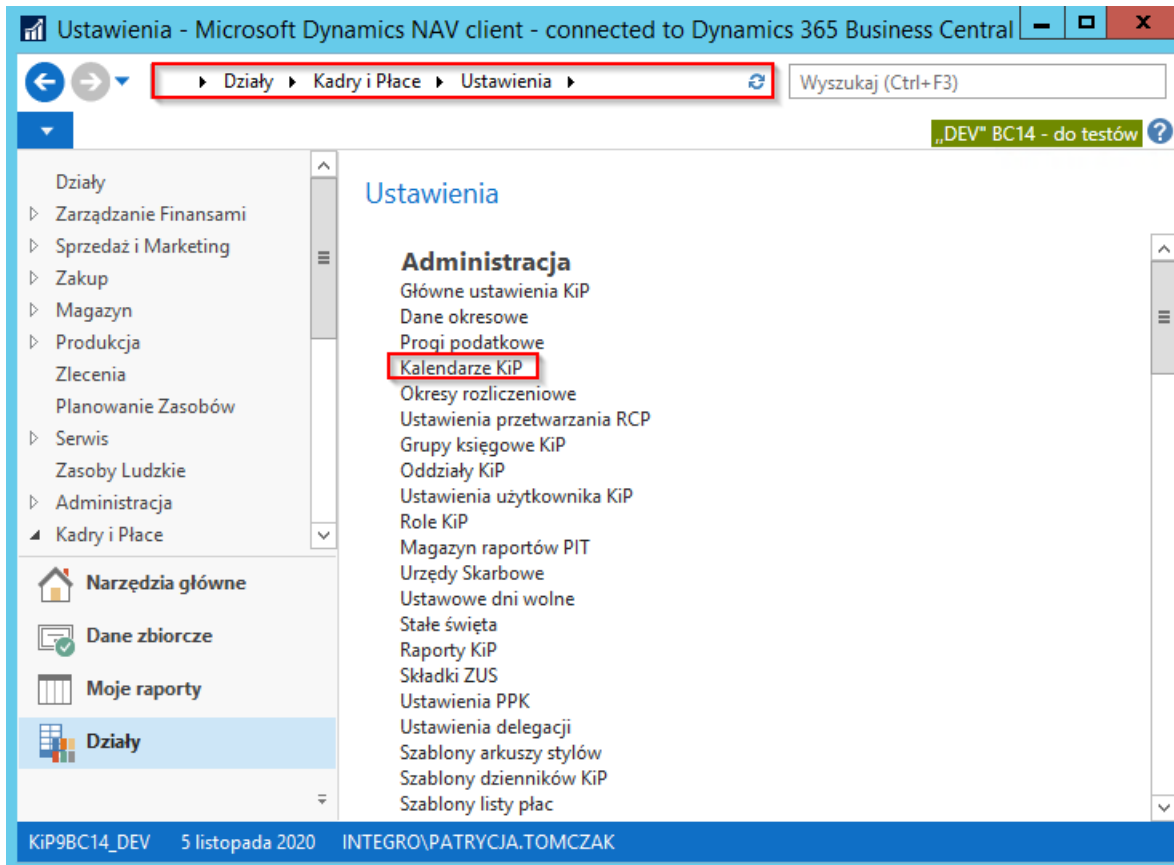 Ustawienia - Microsoft Dynamics NAV client - connected to Dynamics 365 Business Central
Działy Kadry i Płace Ustawienia
Wyszukaj (Ctrl+F3)
„DEV" BC14 - do testów
Działy
Zarządzanie Finansami
Sprzedaż i Marketing
Zakup
Magazyn
Produkcja
Zlecenia
Planowanie Zasobów
Serwis
Zasoby Ludzkie
Administracja
Kadry i Płace
Narzędzia główne
Dane zbiorcze
Moje raporty
Działy
Ustawienia
Administracja
Główne ustawienia KiP
Dane okresowe
Progi podatkowe
Kalendarze KiP
Okresy rozliczeniowe
Ustawienia przetwarzania RCP
Grupy księgowe KiP
Oddziały KiP
Ustawienia użytkownika KiP
Role KiP
Magazyn raportów PIT
Urzędy Skarbowe
Ustawowe dni wolne
Stałe święta
Raporty KiP
Składki ZUS
Ustawienia PPK
Ustawienia delegacji
Szablony arkuszy stylów
Szablony dzienników KiP
Szablony listy płac
KiP9BC14_DEV 5 listopada 2020 INTEGRO\PATRYCJA.TOMCZAK